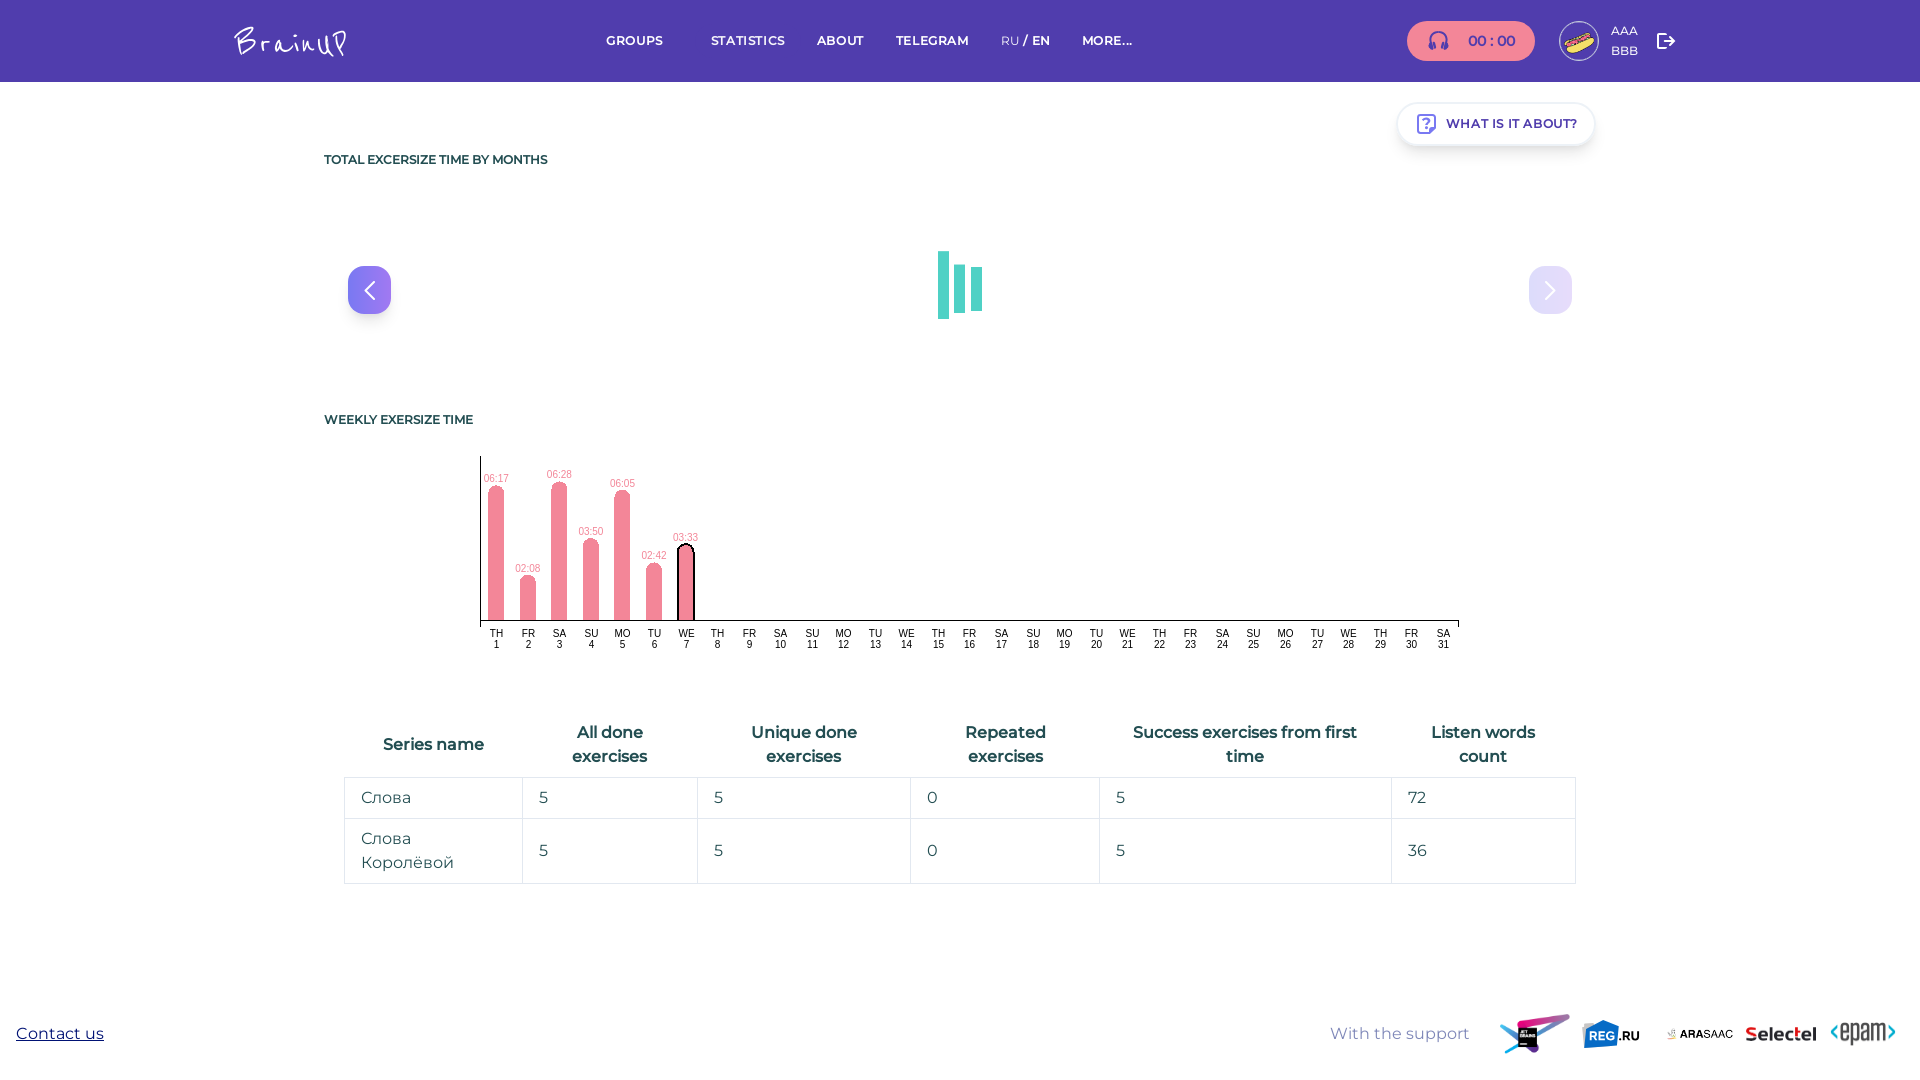 BrainUP
GROUPS
STATISTICS
ABOUT
TELEGRAM
RU / EN
MORE...
00 : 00
AAA
BBB
WHAT IS IT ABOUT?
TOTAL EXCERSIZE TIME BY MONTHS
WEEKLY EXERSIZE TIME
06:17 02:08 06:28 03:50 06:05 02:42 03:33
TH FR SA SU MO TU WE TH FR SA SU MO TU WE TH FR SA SU MO TU WE TH FR SA SU MO TU WE TH FR SA
1 2 3 4 5 6 7 8 9 10 11 12 13 14 15 16 17 18 19 20 21 22 23 24 25 26 27 28 29 30 31
Series name
All done
exercises
Unique done
exercises
Repeated
exercises
Success exercises from first
time
Listen words
count
Слова 5 5 0 5 72
Слова
Королёвой
5 5 0 5 36
Contact us
With the support
REG.RU
ARASAAC
Selectel
<epam>